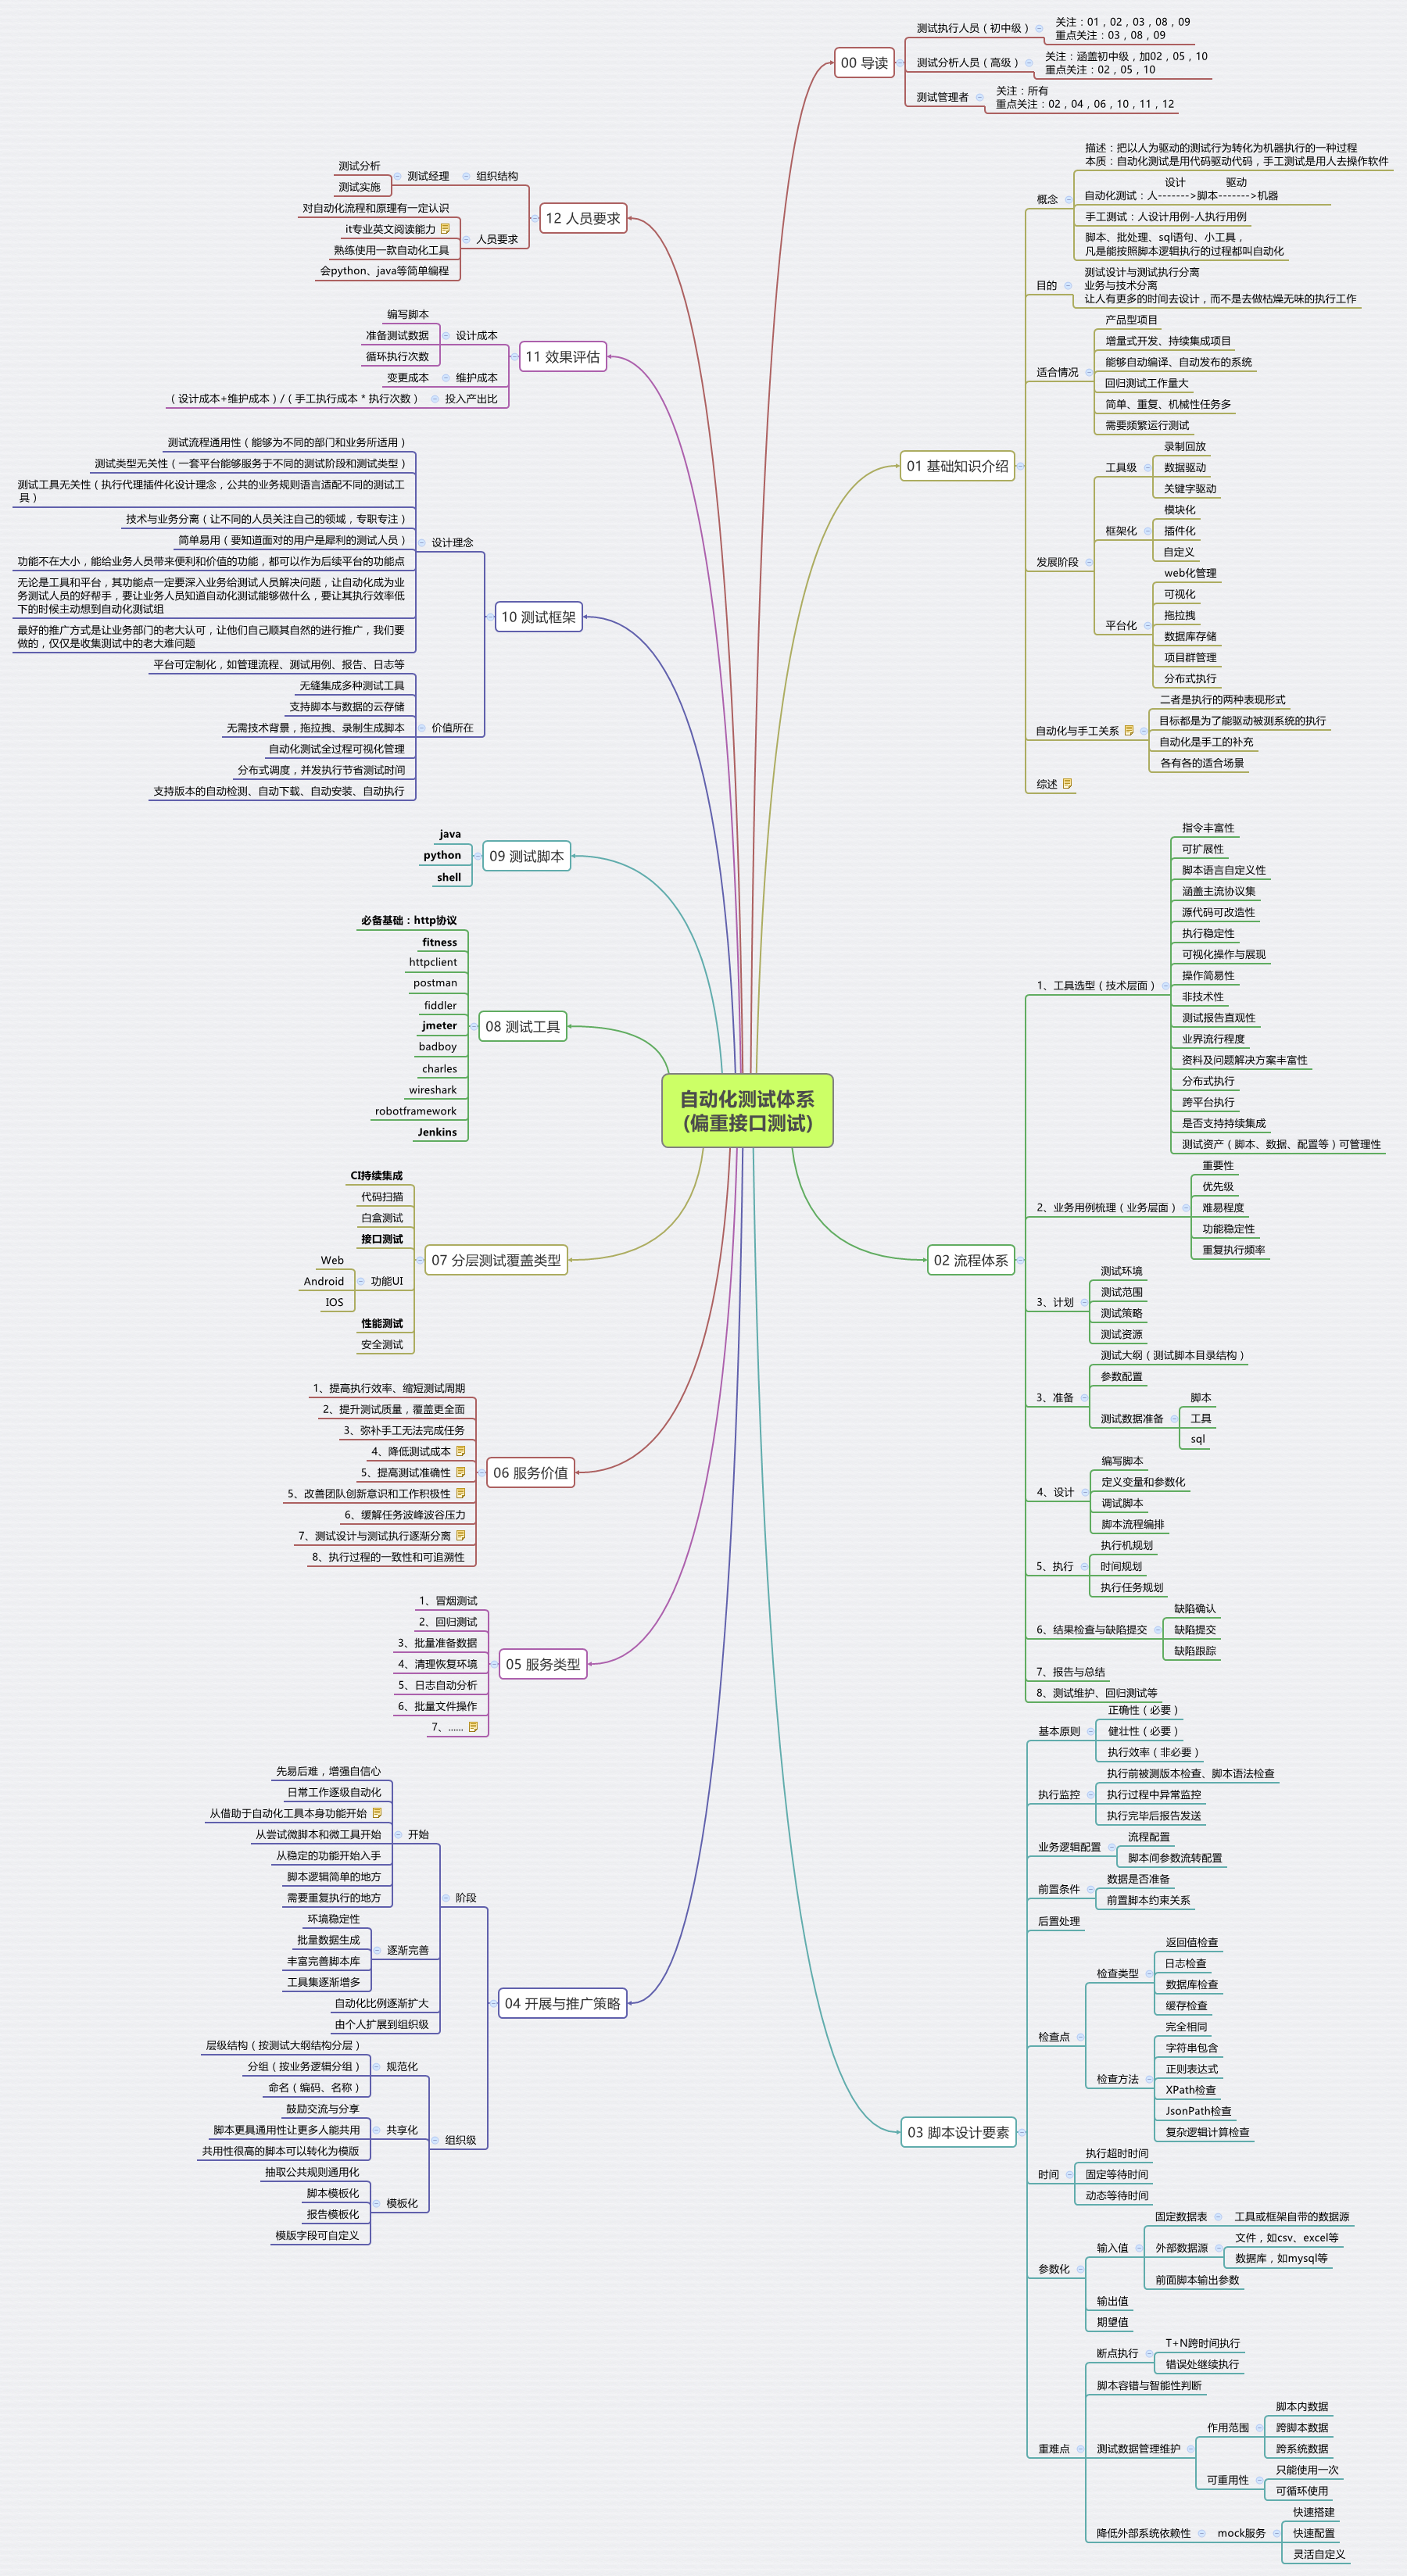 自动化测试体系
(偏重接口测试)
00 导读
测试执行人员（初中级）
关注：01，02，03，08，09
重点关注：03，08，09
测试分析人员（高级）
关注：涵盖初中级，加02，05，10
重点关注：02，05，10
测试管理者
关注：所有
重点关注：02，04，06，10，11，12
01 基础知识介绍
概念
描述：把以人为驱动的测试行为转化为机器执行的一种过程
本质：自动化测试是用代码驱动代码，手工测试是用人去操作软件
设计 驱动
自动化测试：人------->脚本------->机器
手工测试：人设计用例-人执行用例
脚本、批处理、sql语句、小工具，
凡是能按照脚本逻辑执行的过程都叫自动化
目的
测试设计与测试执行分离
业务与技术分离
让人有更多的时间去设计，而不是去做枯燥无味的执行工作
适合情况
产品型项目
增量式开发、持续集成项目
能够自动编译、自动发布的系统
回归测试工作量大
简单、重复、机械性任务多
需要频繁运行测试
发展阶段
工具级
录制回放
数据驱动
关键字驱动
框架化
模块化
插件化
自定义
平台化
web化管理
可视化
拖拉拽
数据库存储
项目群管理
分布式执行
自动化与手工关系
二者是执行的两种表现形式
目标都是为了能驱动被测系统的执行
自动化是手工的补充
各有各的适合场景
综述
02 流程体系
1、工具选型（技术层面）
指令丰富性
可扩展性
脚本语言自定义性
涵盖主流协议集
源代码可改造性
执行稳定性
可视化操作与展现
操作简易性
非技术性
测试报告直观性
业界流行程度
资料及问题解决方案丰富性
分布式执行
跨平台执行
是否支持持续集成
测试资产（脚本、数据、配置等）可管理性
2、业务用例梳理（业务层面）
重要性
优先级
难易程度
功能稳定性
重复执行频率
3、计划
测试环境
测试范围
测试策略
测试资源
3、准备
测试大纲（测试脚本目录结构）
参数配置
测试数据准备
脚本
工具
sql
4、设计
编写脚本
定义变量和参数化
调试脚本
脚本流程编排
5、执行
执行机规划
时间规划
执行任务规划
6、结果检查与缺陷提交
缺陷确认
缺陷提交
缺陷跟踪
7、报告与总结
8、测试维护、回归测试等
03 脚本设计要素
基本原则
正确性（必要）
健壮性（必要）
执行效率（非必要）
执行监控
执行前被测版本检查、脚本语法检查
执行过程中异常监控
执行完毕后报告发送
业务逻辑配置
流程配置
脚本间参数流转配置
前置条件
数据是否准备
前置脚本约束关系
后置处理
检查点
检查类型
返回值检查
日志检查
数据库检查
缓存检查
检查方法
完全相同
字符串包含
正则表达式
XPath检查
JsonPath检查
复杂逻辑计算检查
时间
执行超时时间
固定等待时间
动态等待时间
参数化
输入值
固定数据表
工具或框架自带的数据源
外部数据源
文件，如csv、excel等
数据库，如mysql等
前面脚本输出参数
输出值
期望值
重难点
断点执行
T+N跨时间执行
错误处继续执行
脚本容错与智能性判断
测试数据管理维护
作用范围
脚本内数据
跨脚本数据
跨系统数据
可重用性
只能使用一次
可循环使用
降低外部系统依赖性
mock服务
快速搭建
快速配置
灵活自定义
12 人员要求
组织结构
测试经理
测试分析
测试实施
人员要求
对自动化流程和原理有一定认识
it专业英文阅读能力
熟练使用一款自动化工具
会python、java等简单编程
11 效果评估
设计成本
编写脚本
准备测试数据
循环执行次数
维护成本
变更成本
投入产出比
（设计成本+维护成本）/（手工执行成本 * 执行次数）
10 测试框架
设计理念
测试流程通用性（能够为不同的部门和业务所适用）
测试类型无关性（一套平台能够服务于不同的测试阶段和测试类型）
测试工具无关性（执行代理插件化设计理念，公共的业务规则语言适配不同的测试工
具）
技术与业务分离（让不同的人员关注自己的领域，专职专注）
简单易用（要知道面对的用户是犀利的测试人员）
功能不在大小，能给业务人员带来便利和价值的功能，都可以作为后续平台的功能点
无论是工具和平台，其功能点一定要深入业务给测试人员解决问题，让自动化成为业
务测试人员的好帮手，要让业务人员知道自动化测试能够做什么，要让其执行效率低
下的时候主动想到自动化测试组
最好的推广方式是让业务部门的老大认可，让他们自己顺其自然的进行推广，我们要
做的，仅仅是收集测试中的老大难问题
价值所在
平台可定制化，如管理流程、测试用例、报告、日志等
无缝集成多种测试工具
支持脚本与数据的云存储
无需技术背景，拖拉拽、录制生成脚本
自动化测试全过程可视化管理
分布式调度，并发执行节省测试时间
支持版本的自动检测、自动下载、自动安装、自动执行
09 测试脚本
java
python
shell
08 测试工具
必备基础：http协议
fitness
httpclient
postman
fiddler
jmeter
badboy
charles
wireshark
robotframework
Jenkins
07 分层测试覆盖类型
CI持续集成
代码扫描
白盒测试
接口测试
功能UI
Web
Android
IOS
性能测试
安全测试
06 服务价值
1、提高执行效率、缩短测试周期
2、提升测试质量，覆盖更全面
3、弥补手工无法完成任务
4、降低测试成本
5、提高测试准确性
5、改善团队创新意识和工作积极性
6、缓解任务波峰波谷压力
7、测试设计与测试执行逐渐分离
8、执行过程的一致性和可追溯性
05 服务类型
1、冒烟测试
2、回归测试
3、批量准备数据
4、清理恢复环境
5、日志自动分析
6、批量文件操作
7、......
04 开展与推广策略
阶段
开始
先易后难，增强自信心
日常工作逐级自动化
从借助于自动化工具本身功能开始
从尝试微脚本和微工具开始
从稳定的功能开始入手
脚本逻辑简单的地方
需要重复执行的地方
逐渐完善
环境稳定性
批量数据生成
丰富完善脚本库
工具集逐渐增多
自动化比例逐渐扩大
由个人扩展到组织级
组织级
规范化
层级结构（按测试大纲结构分层）
分组（按业务逻辑分组）
命名（编码、名称）
共享化
鼓励交流与分享
脚本更具通用性让更多人能共用
共用性很高的脚本可以转化为模版
模板化
抽取公共规则通用化
脚本模板化
报告模板化
模版字段可自定义